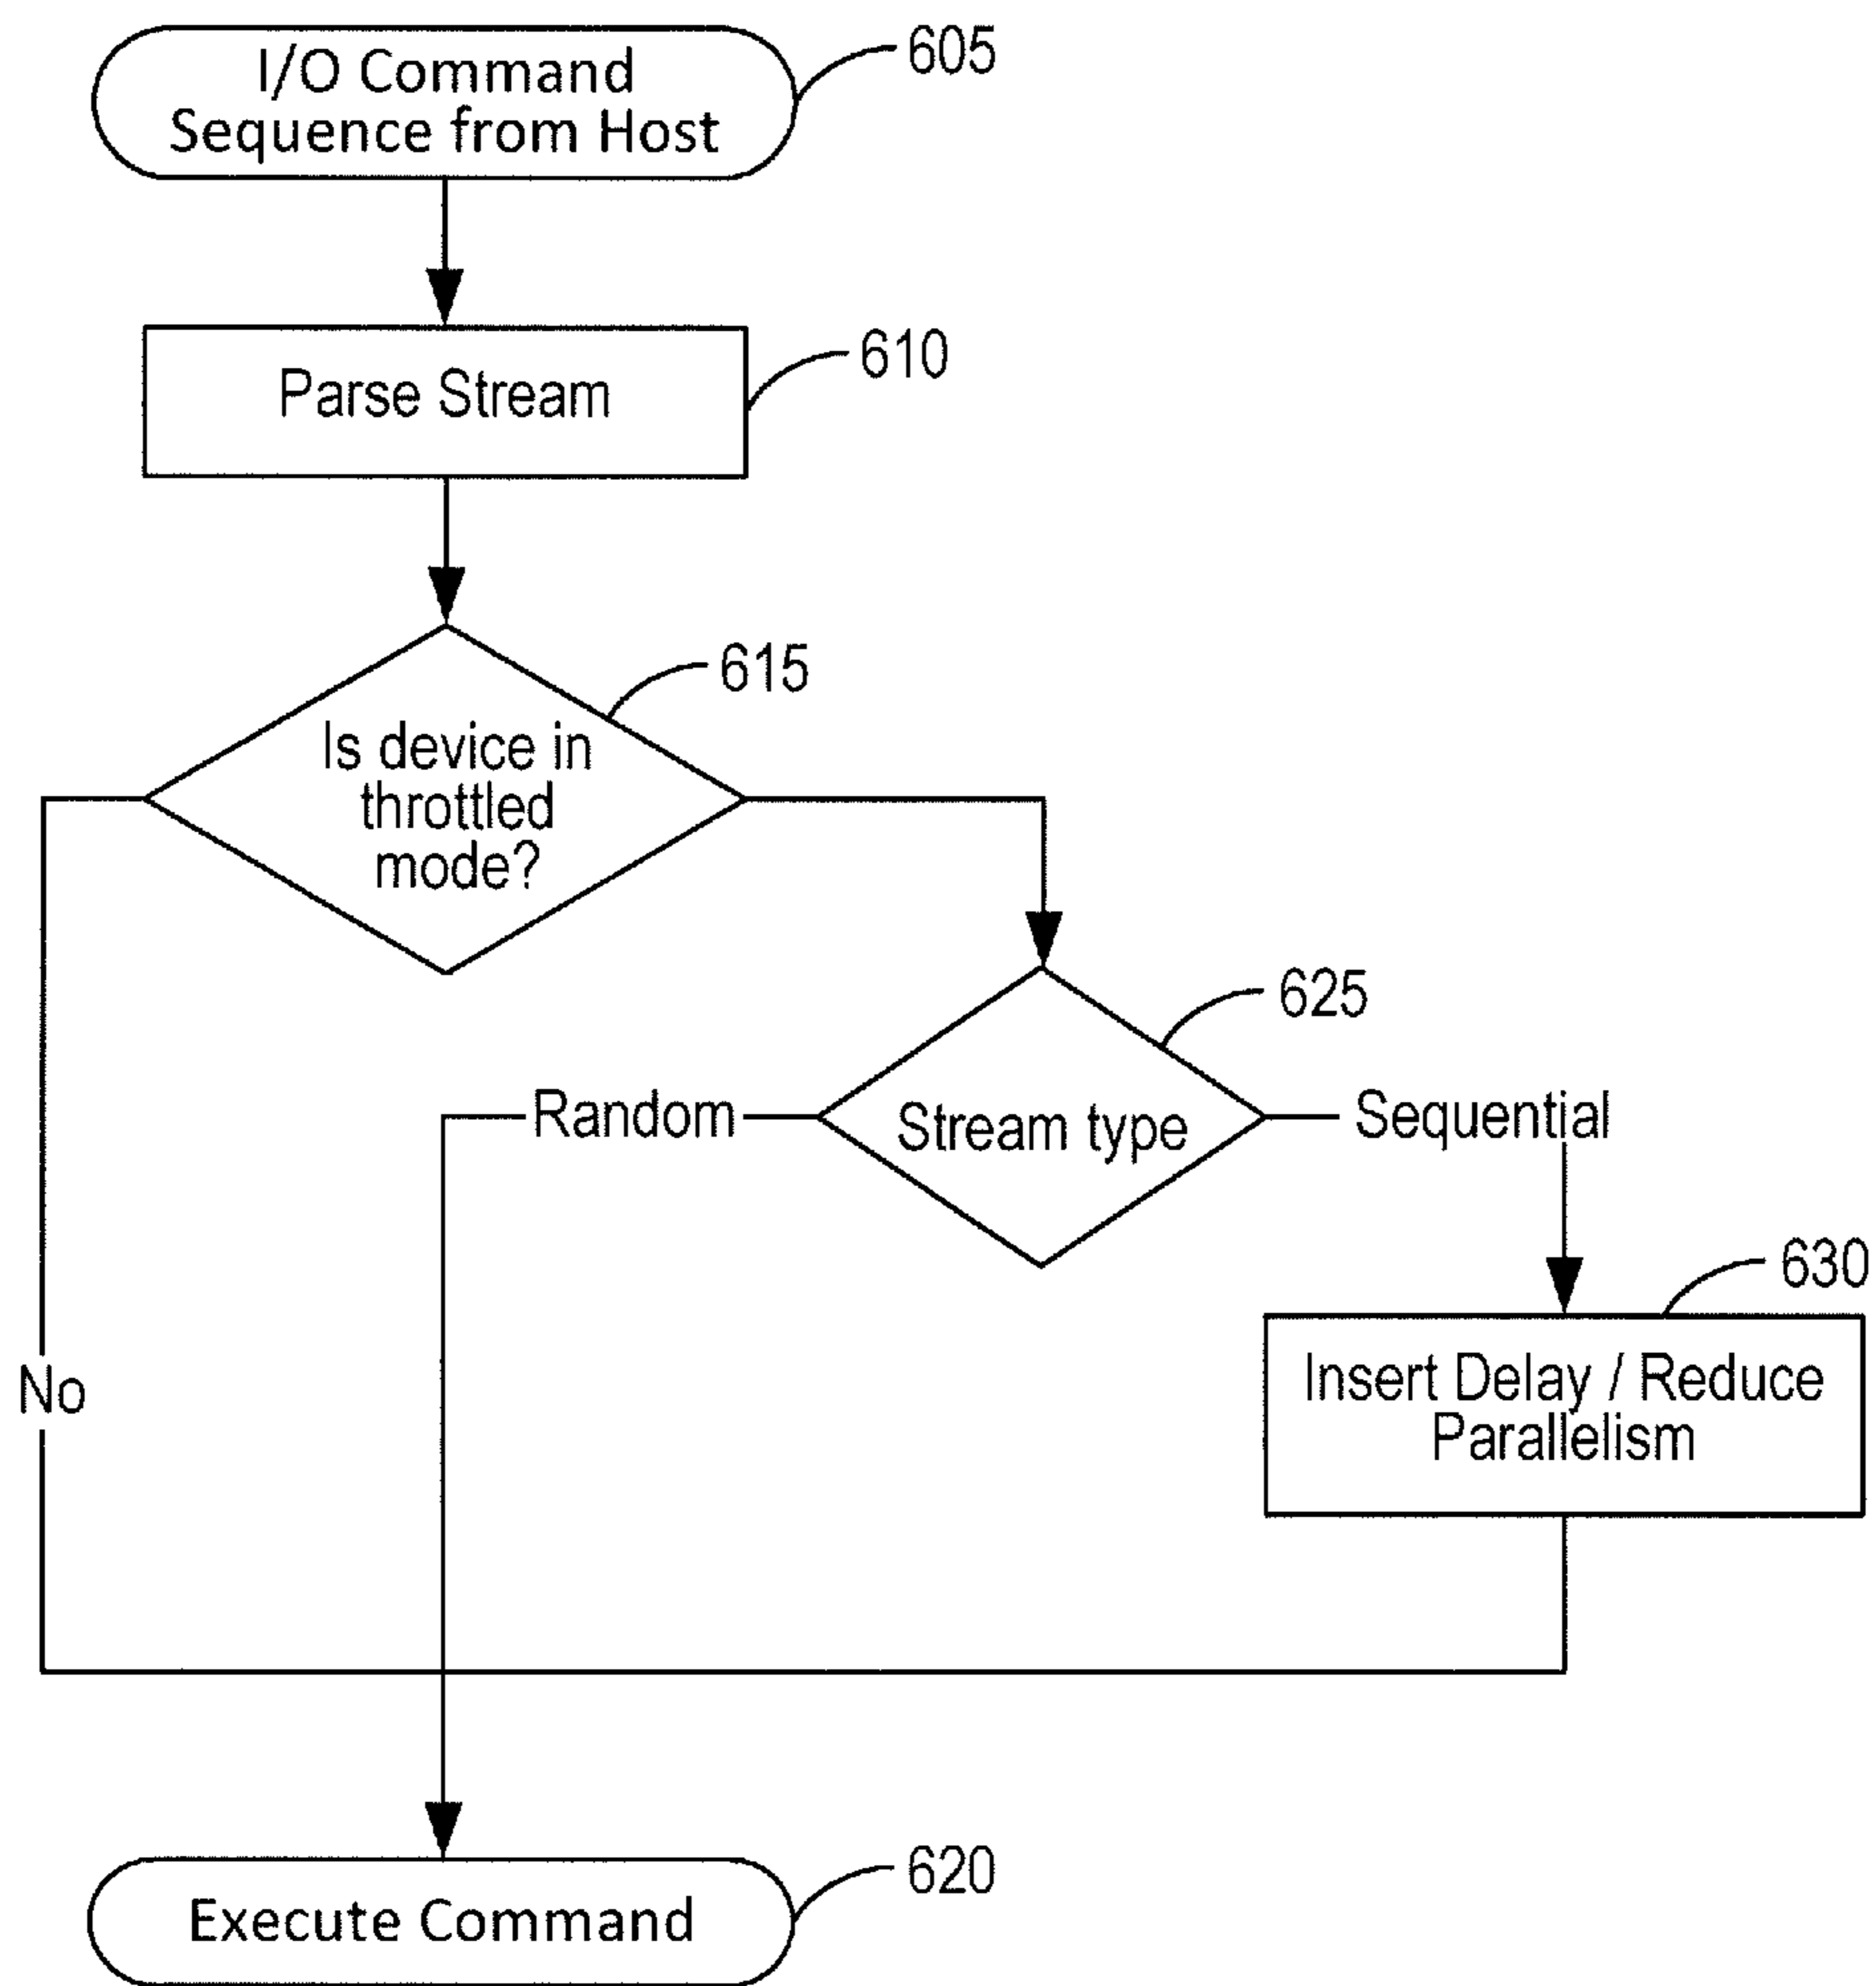 I/O Command
Sequence from Host
605
Parse Stream
610
615
Is device in
throttled
mode?
625
Random
Stream type
Sequential
630
No
Insert Delay / Reduce
Parallelism
620
Execute Command